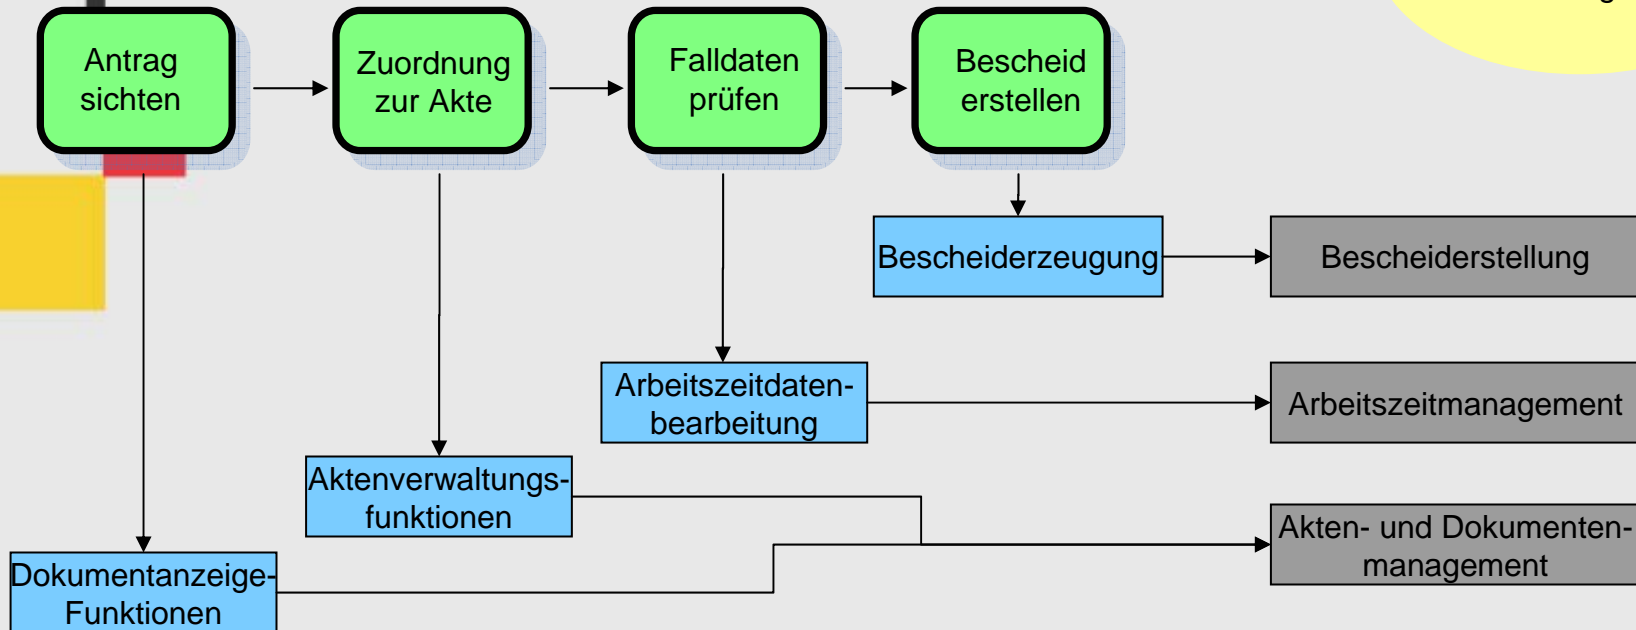 Antrag
sichten
Zuordnung
zur Akte
Falldaten
prüfen
Bescheid
erstellen
Bescheiderzeugung
Bescheiderstellung
Arbeitszeitdaten-
bearbeitung
Arbeitszeitmanagement
Aktenverwaltungs-
funktionen
Akten- und Dokumenten-
management
Dokumentanzeige-
Funktionen